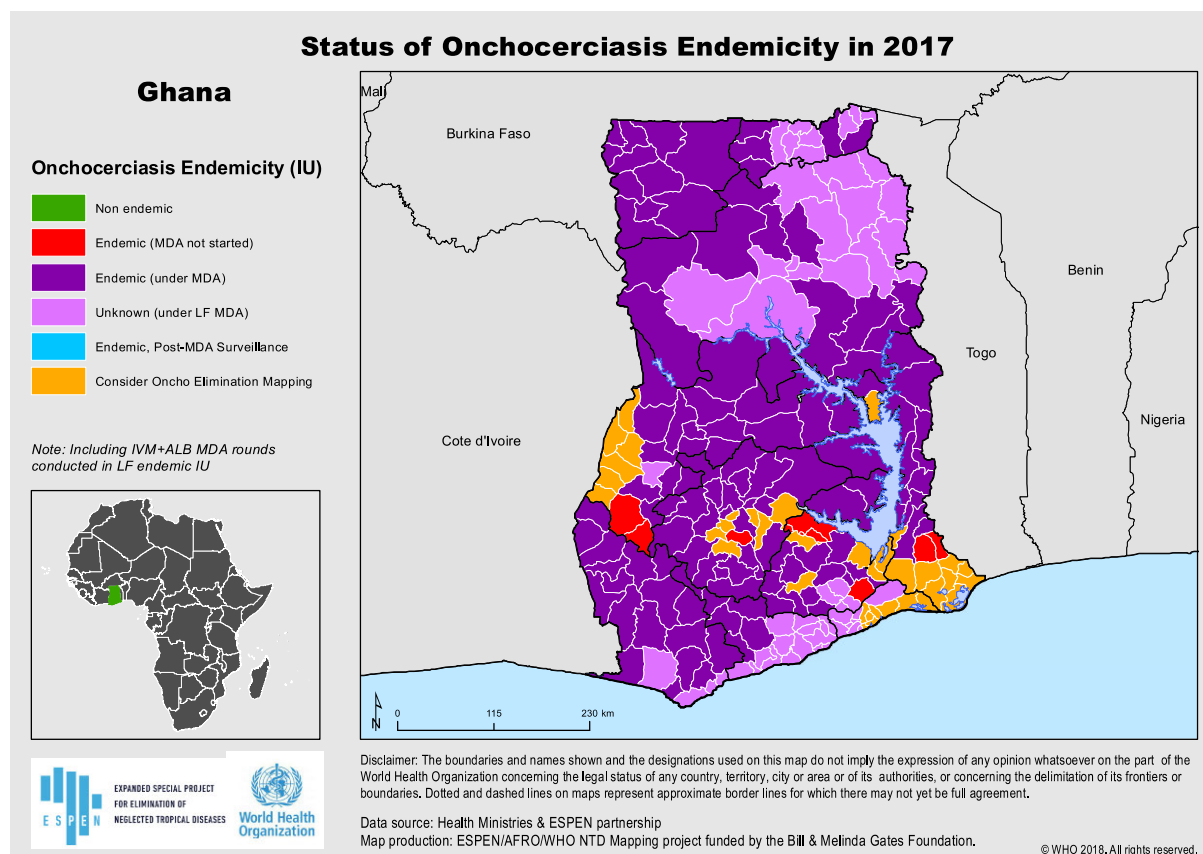 Status of Onchocerciasis Endemicity in 2017
Ghana
Onchocerciasis Endemicity (IU)
Non endemic
Endemic (MDA not started)
Endemic (under MDA)
Unknown (under LF MDA)
Endemic, Post-MDA Surveillance
Consider Oncho Elimination Mapping
Note: Including IVM+ALB MDA rounds
conducted in LF endemic IU
Mali
Burkina Faso
Benin
Togo
Nigeria
Cote d'Ivoire
N
0 115 230 km
ESPEN
EXPANDED SPECIAL PROJECT
FOR ELIMINATION OF
NEGLECTED TROPICAL DISEASES
World Health
Organization
Disclaimer: The boundaries and names shown and the designations used on this map do not imply the expression of any opinion whatsoever on the part of the
World Health Organization concerning the legal status of any country, territory, city or area or of its authorities, or concerning the delimitation of its frontiers or
boundaries. Dotted and dashed lines on maps represent approximate border lines for which there may not yet be full agreement.
Data source: Health Ministries & ESPEN partnership
Map production: ESPEN/AFRO/WHO NTD Mapping project funded by the Bill & Melinda Gates Foundation.
© WHO 2018. All rights reserved.